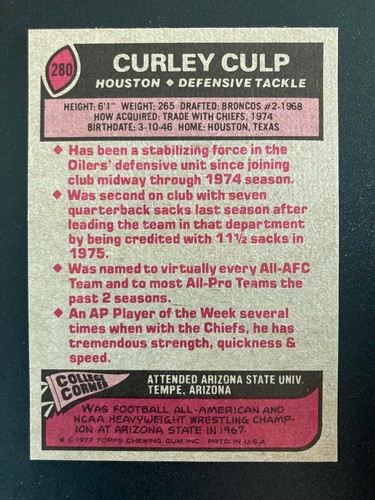 280
CURLEY CULP
HOUSTON ◆ DEFENSIVE TACKLE
HEIGHT: 6'1" WEIGHT: 265 DRAFTED: BRONCOS #2-1968
HOW ACQUIRED: TRADE WITH CHIEFS, 1974
BIRTHDATE: 3-10-46 HOME: HOUSTON, TEXAS
◆ Has been a stabilizing force in the
Oilers' defensive unit since joining
club midway through 1974 season.
◆ Was second on club with seven
quarterback sacks last season after
leading the team in that department
by being credited with 11½ sacks in
1975.
◆ Was named to virtually every All-AFC
Team and to most All-Pro Teams the
past 2 seasons.
◆ An AP Player of the Week several
times when with the Chiefs, he has
tremendous strength, quickness &
speed.
COLLEGE
CORNER
ATTENDED ARIZONA STATE UNIV.
TEMPE, ARIZONA
WAS FOOTBALL ALL-AMERICAN AND
NCAA HEAVYWEIGHT WRESTLING CHAMP-
ION AT ARIZONA STATE IN 1967.
* © 1977 TOPPS CHEWING GUM, INC. PRTD. IN U.S.A.